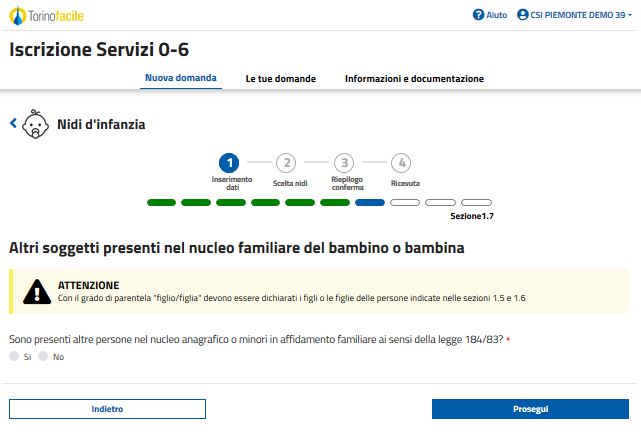 Torinofacile
Aiuto
CSI PIEMONTE DEMO 39
Iscrizione Servizi 0-6
Nuova domanda
Le tue domande
Informazioni e documentazione
Nidi d'infanzia
1
2
3
4
Inserimento dati
Scelta nidi
Riepilogo conferma
Ricevuta
Sezione1.7
Altri soggetti presenti nel nucleo familiare del bambino o bambina
ATTENZIONE
Con il grado di parentela "figlio/figlia" devono essere dichiarati i figli o le figlie delle persone indicate nelle sezioni 1.5 e 1.6
Sono presenti altre persone nel nucleo anagrafico o minori in affidamento familiare ai sensi della legge 184/83? *
Si
No
Indietro
Prosegui